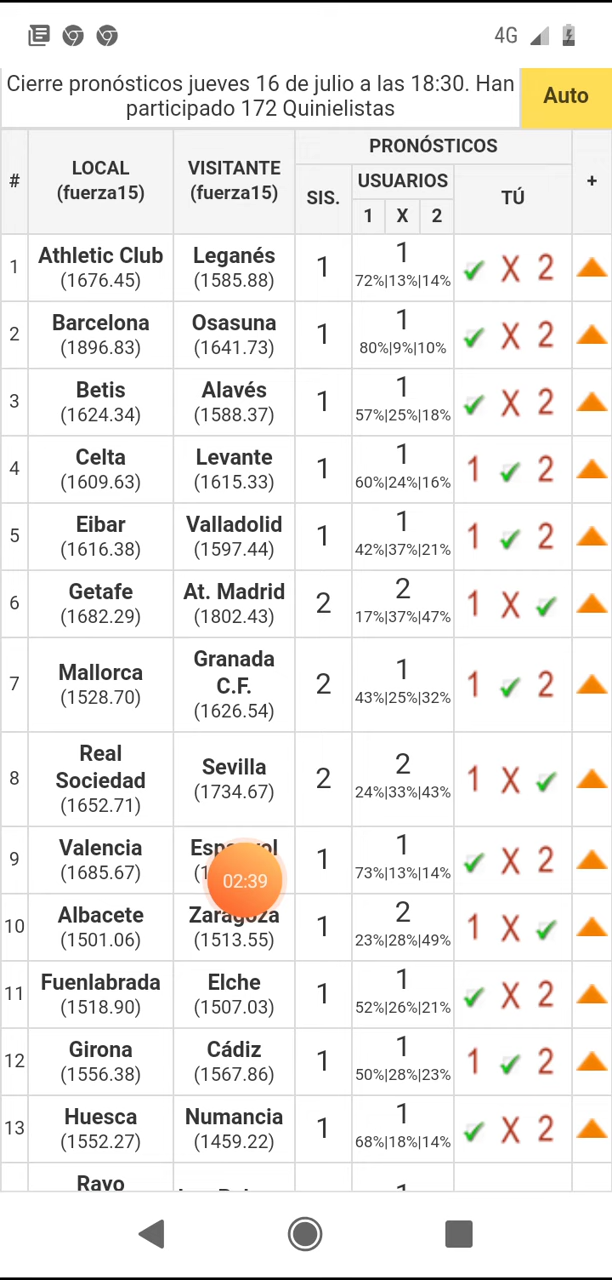 4G
Cierre pronósticos jueves 16 de julio a las 18:30. Han
participado 172 Quinielistas
Auto
#
LOCAL
(fuerza15)
VISITANTE
(fuerza15)
PRONÓSTICOS
SIS.
USUARIOS
1 X 2
TÚ
+
1
Athletic Club
(1676.45)
Leganés
(1585.88)
1
1
72%|13%|14%
X 2
2
Barcelona
(1896.83)
Osasuna
(1641.73)
1
1
80%|9%|10%
X 2
3
Betis
(1624.34)
Alavés
(1588.37)
1
1
57%|25%|18%
X 2
4
Celta
(1609.63)
Levante
(1615.33)
1
1
60%|24%|16%
1 2
5
Eibar
(1616.38)
Valladolid
(1597.44)
1
1
42%|37%|21%
1 2
6
Getafe
(1682.29)
At. Madrid
(1802.43)
2
2
17%|37%|47%
1 X
7
Mallorca
(1528.70)
Granada
C.F.
(1626.54)
2
1
43%|25%|32%
1 2
8
Real
Sociedad
(1652.71)
Sevilla
(1734.67)
2
2
24%|33%|43%
1 X
9
Valencia
(1685.67)
02:39
1
1
73%|13%|14%
X 2
10
Albacete
(1501.06)
Zaragoza
(1513.55)
1
2
23%|28%|49%
1 X
11
Fuenlabrada
(1518.90)
Elche
(1507.03)
1
1
52%|26%|21%
X 2
12
Girona
(1556.38)
Cádiz
(1567.86)
1
1
50%|28%|23%
1 2
13
Huesca
(1552.27)
Numancia
(1459.22)
1
1
68%|18%|14%
X 2
Rayo
1